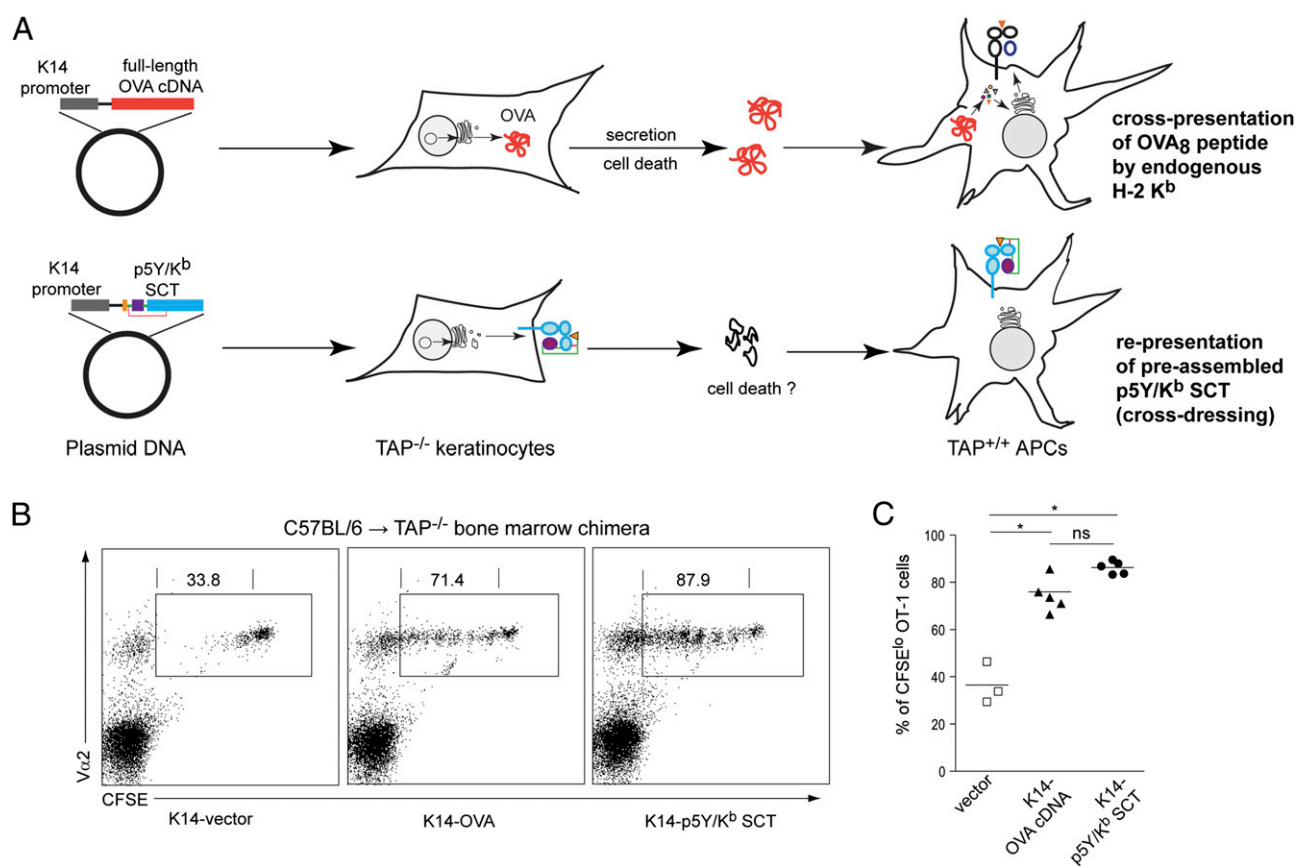 A
K14
promoter
full-length
OVA cDNA
OVA
secretion
cell death
cross-presentation
of OVA8 peptide
by endogenous
H-2 Kb
K14
promoter
p5Y/Kb
SCT
cell death ?
re-presentation
of pre-assembled
p5Y/Kb SCT
(cross-dressing)
Plasmid DNA
TAP-/- keratinocytes
TAP+/+ APCs
B
C57BL/6 → TAP-/- bone marrow chimera
33.8
71.4
87.9
Vα2
CFSE
K14-vector
K14-OVA
K14-p5Y/Kb SCT
C
*
*
ns
% of CFSElo OT-1 cells
100
80
60
40
20
0
vector
K14-
OVA cDNA
K14-
p5Y/Kb SCT